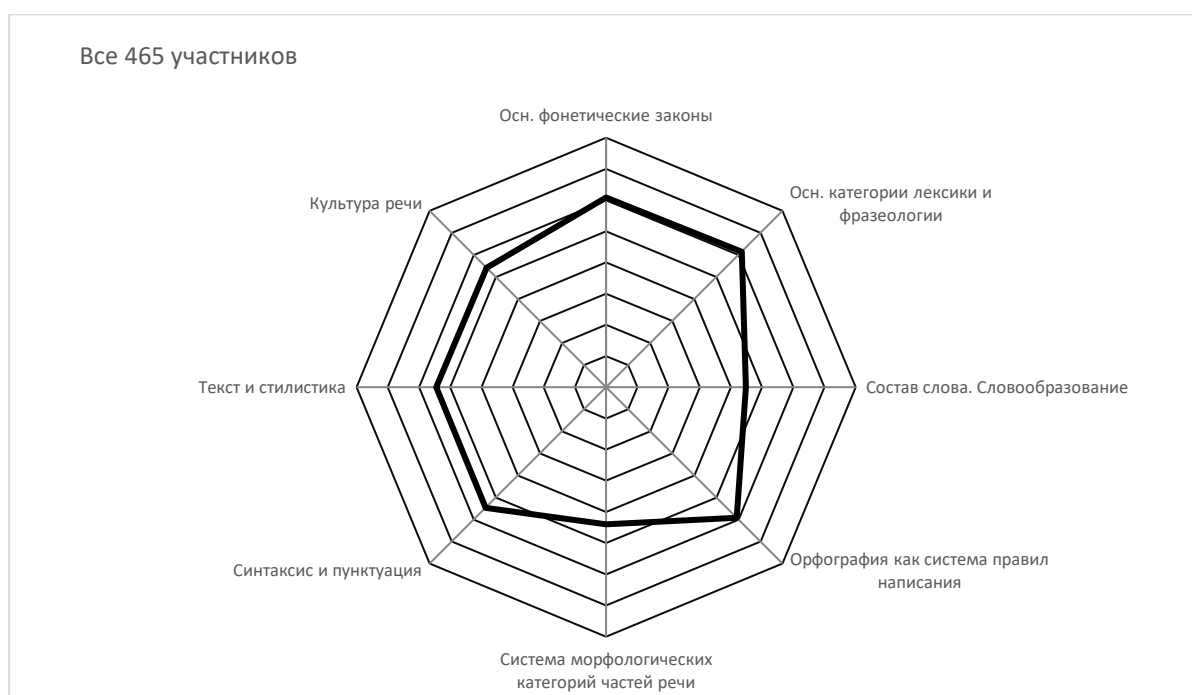 Все 465 участников
Осн. фонетические законы
Осн. категории лексики и
фразеологии
Культура речи
Текст и стилистика
Состав слова. Словообразование
Орфография как система правил
написания
Синтаксис и пунктуация
Система морфологических
категорий частей речи